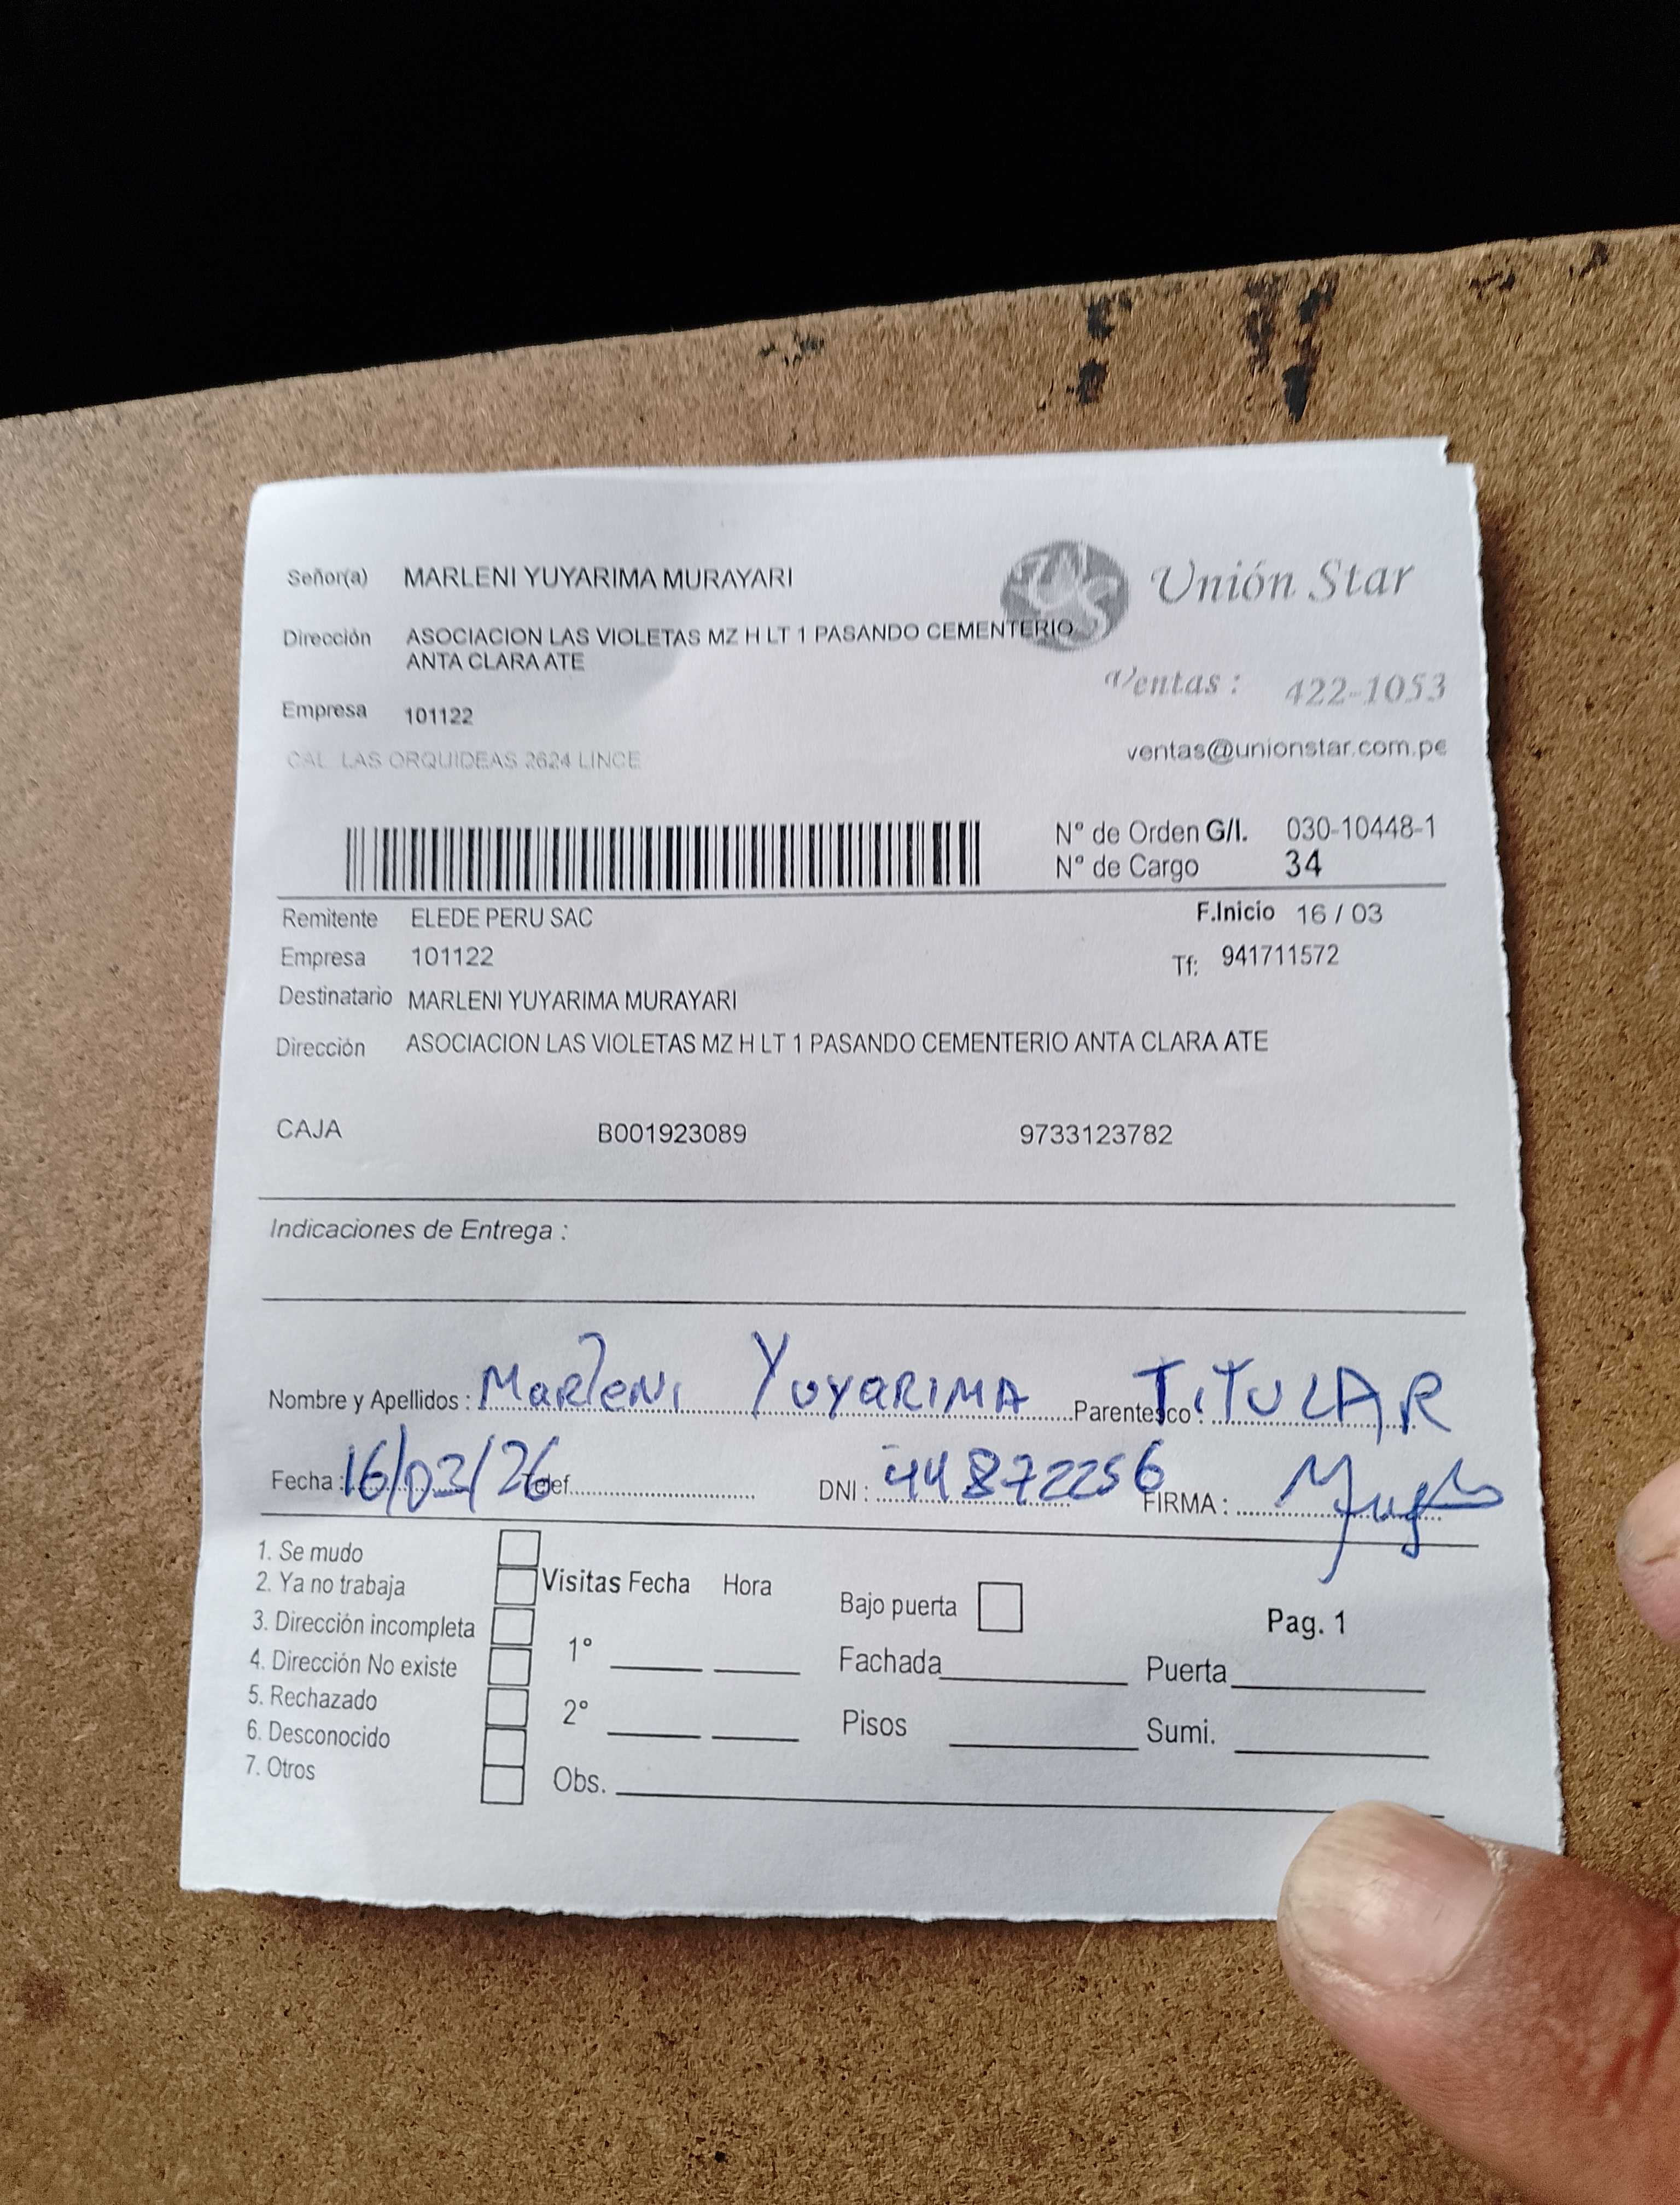 Señor(a) MARLENI YUYARIMA MURAYARI
Unión Star
Dirección ASOCIACION LAS VIOLETAS MZ H LT 1 PASANDO CEMENTERIO
ANTA CLARA ATE
Ventas : 422-1053
Empresa 101122
CAL. LAS ORQUIDEAS 2624 LINCE
ventas@unionstar.com.pe
N° de Orden G/I. 030-10448-1
N° de Cargo 34
Remitente ELEDE PERU SAC F.Inicio 16 / 03
Empresa 101122 Tf: 941711572
Destinatario MARLENI YUYARIMA MURAYARI
Dirección ASOCIACION LAS VIOLETAS MZ H LT 1 PASANDO CEMENTERIO ANTA CLARA ATE
CAJA B001923089 9733123782
Indicaciones de Entrega :
Nombre y Apellidos : Marleni YUYARIMA Parentesco : TITULAR
Fecha : 16/03/26 Telef. DNI : 44872256 FIRMA :
1. Se mudo
2. Ya no trabaja Visitas Fecha Hora Bajo puerta Pag. 1
3. Dirección incompleta 1°
4. Dirección No existe Fachada Puerta
5. Rechazado 2° Pisos Sumi.
6. Desconocido
7. Otros Obs.